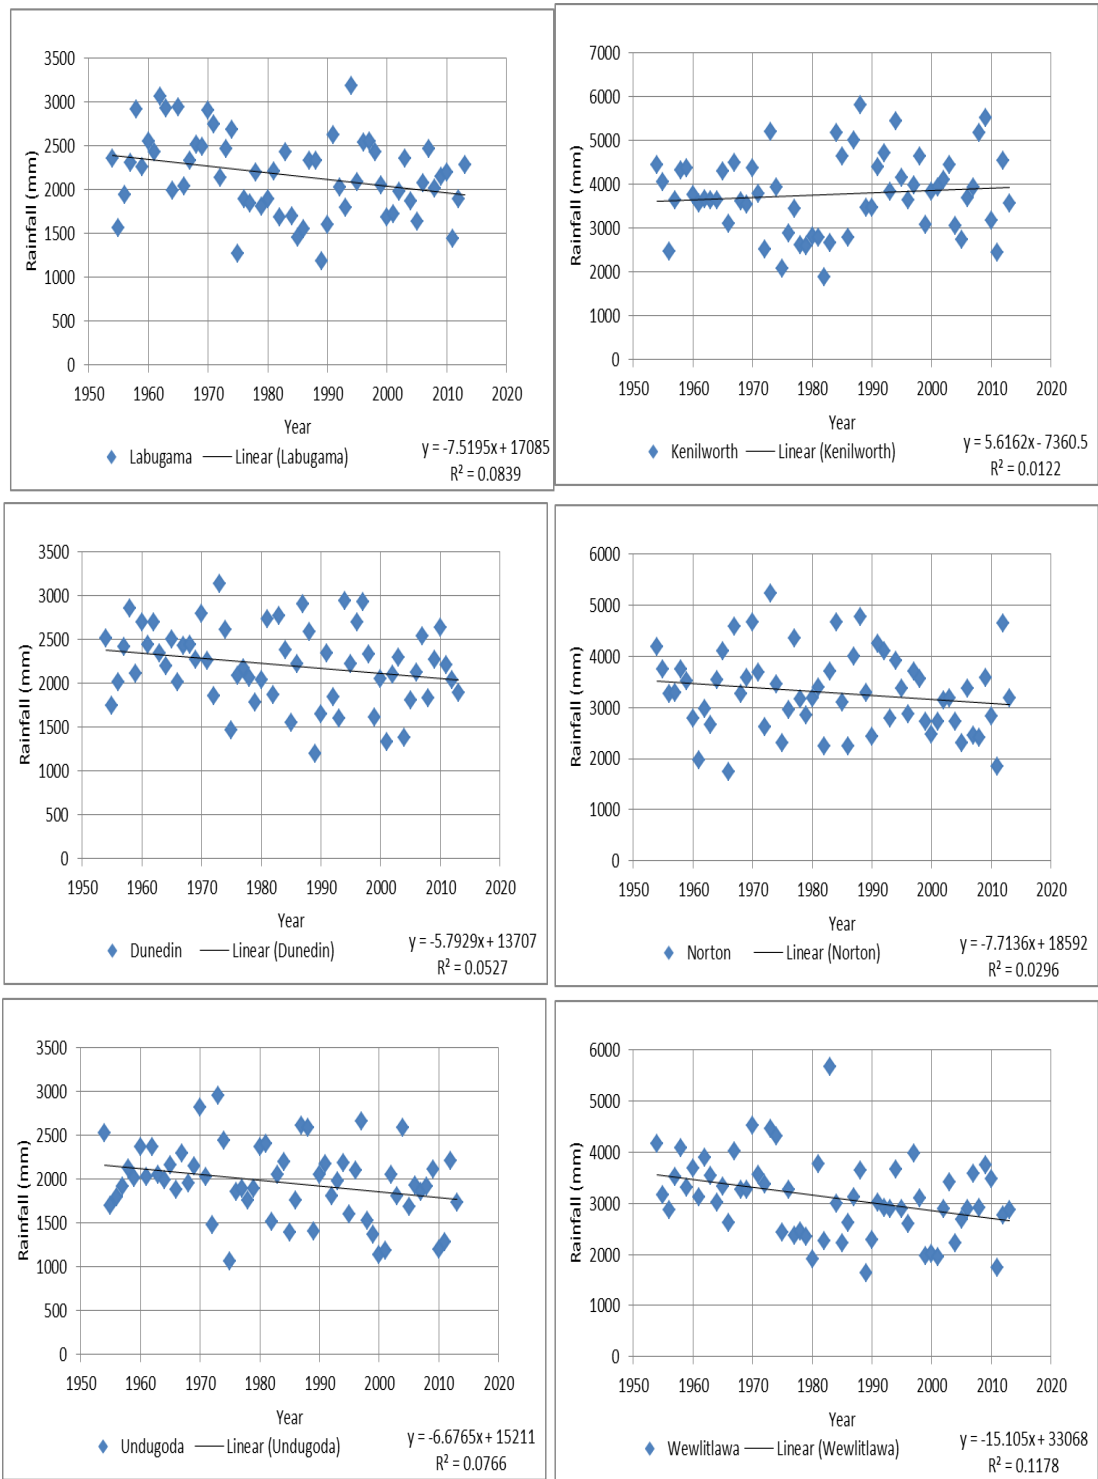 3500
3000
2500
2000
1500
1000
500
0
Rainfall (mm)
1950 1960 1970 1980 1990 2000 2010 2020
Year
Labugama Linear (Labugama)
y = -7.5195x + 17085
R² = 0.0839
7000
6000
5000
4000
3000
2000
1000
0
Rainfall (mm)
1950 1960 1970 1980 1990 2000 2010 2020
Year
Kenilworth Linear (Kenilworth)
y = 5.6162x - 7360.5
R² = 0.0122
3500
3000
2500
2000
1500
1000
500
0
Rainfall (mm)
1950 1960 1970 1980 1990 2000 2010 2020
Year
Dunedin Linear (Dunedin)
y = -5.7929x + 13707
R² = 0.0527
6000
5000
4000
3000
2000
1000
0
Rainfall (mm)
1950 1960 1970 1980 1990 2000 2010 2020
Year
Norton Linear (Norton)
y = -7.7136x + 18592
R² = 0.0296
3500
3000
2500
2000
1500
1000
500
0
Rainfall (mm)
1950 1960 1970 1980 1990 2000 2010 2020
Year
Undugoda Linear (Undugoda)
y = -6.6765x + 15211
R² = 0.0766
6000
5000
4000
3000
2000
1000
0
Rainfall (mm)
1950 1960 1970 1980 1990 2000 2010 2020
Year
Wewlitlawa Linear (Wewlitlawa)
y = -15.105x + 33068
R² = 0.1178